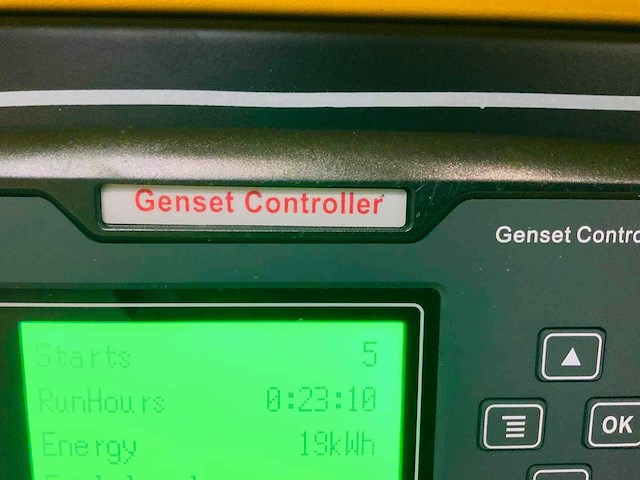 Genset Controller
Genset Contro
Starts 5
RunHours 0:23:10
Energy 19kWh
OK